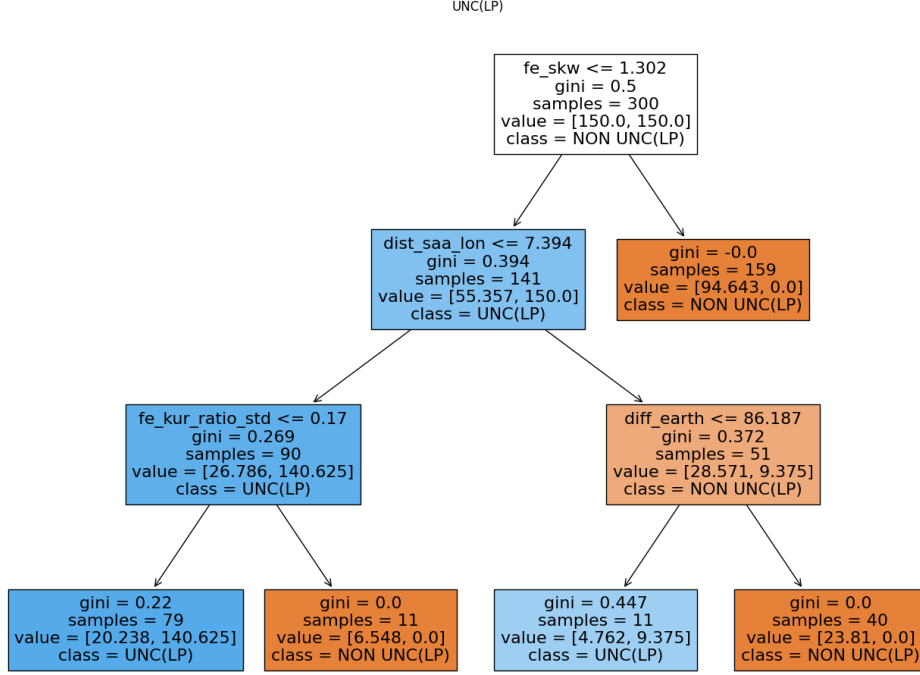 UNC(LP)
fe_skw <= 1.302
gini = 0.5
samples = 300
value = [150.0, 150.0]
class = NON UNC(LP)
dist_saa_lon <= 7.394
gini = 0.394
samples = 141
value = [55.357, 150.0]
class = UNC(LP)
gini = -0.0
samples = 159
value = [94.643, 0.0]
class = NON UNC(LP)
fe_kur_ratio_std <= 0.17
gini = 0.269
samples = 90
value = [26.786, 140.625]
class = UNC(LP)
diff_earth <= 86.187
gini = 0.372
samples = 51
value = [28.571, 9.375]
class = NON UNC(LP)
gini = 0.22
samples = 79
value = [20.238, 140.625]
class = UNC(LP)
gini = 0.0
samples = 11
value = [6.548, 0.0]
class = NON UNC(LP)
gini = 0.447
samples = 11
value = [4.762, 9.375]
class = UNC(LP)
gini = 0.0
samples = 40
value = [23.81, 0.0]
class = NON UNC(LP)